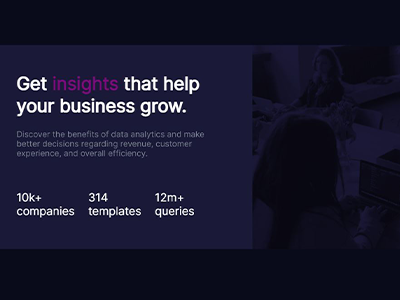 Get insights that help
your business grow.
Discover the benefits of data analytics and make
better decisions regarding revenue, customer
experience, and overall efficiency.
10k+ 314 12m+
companies templates queries